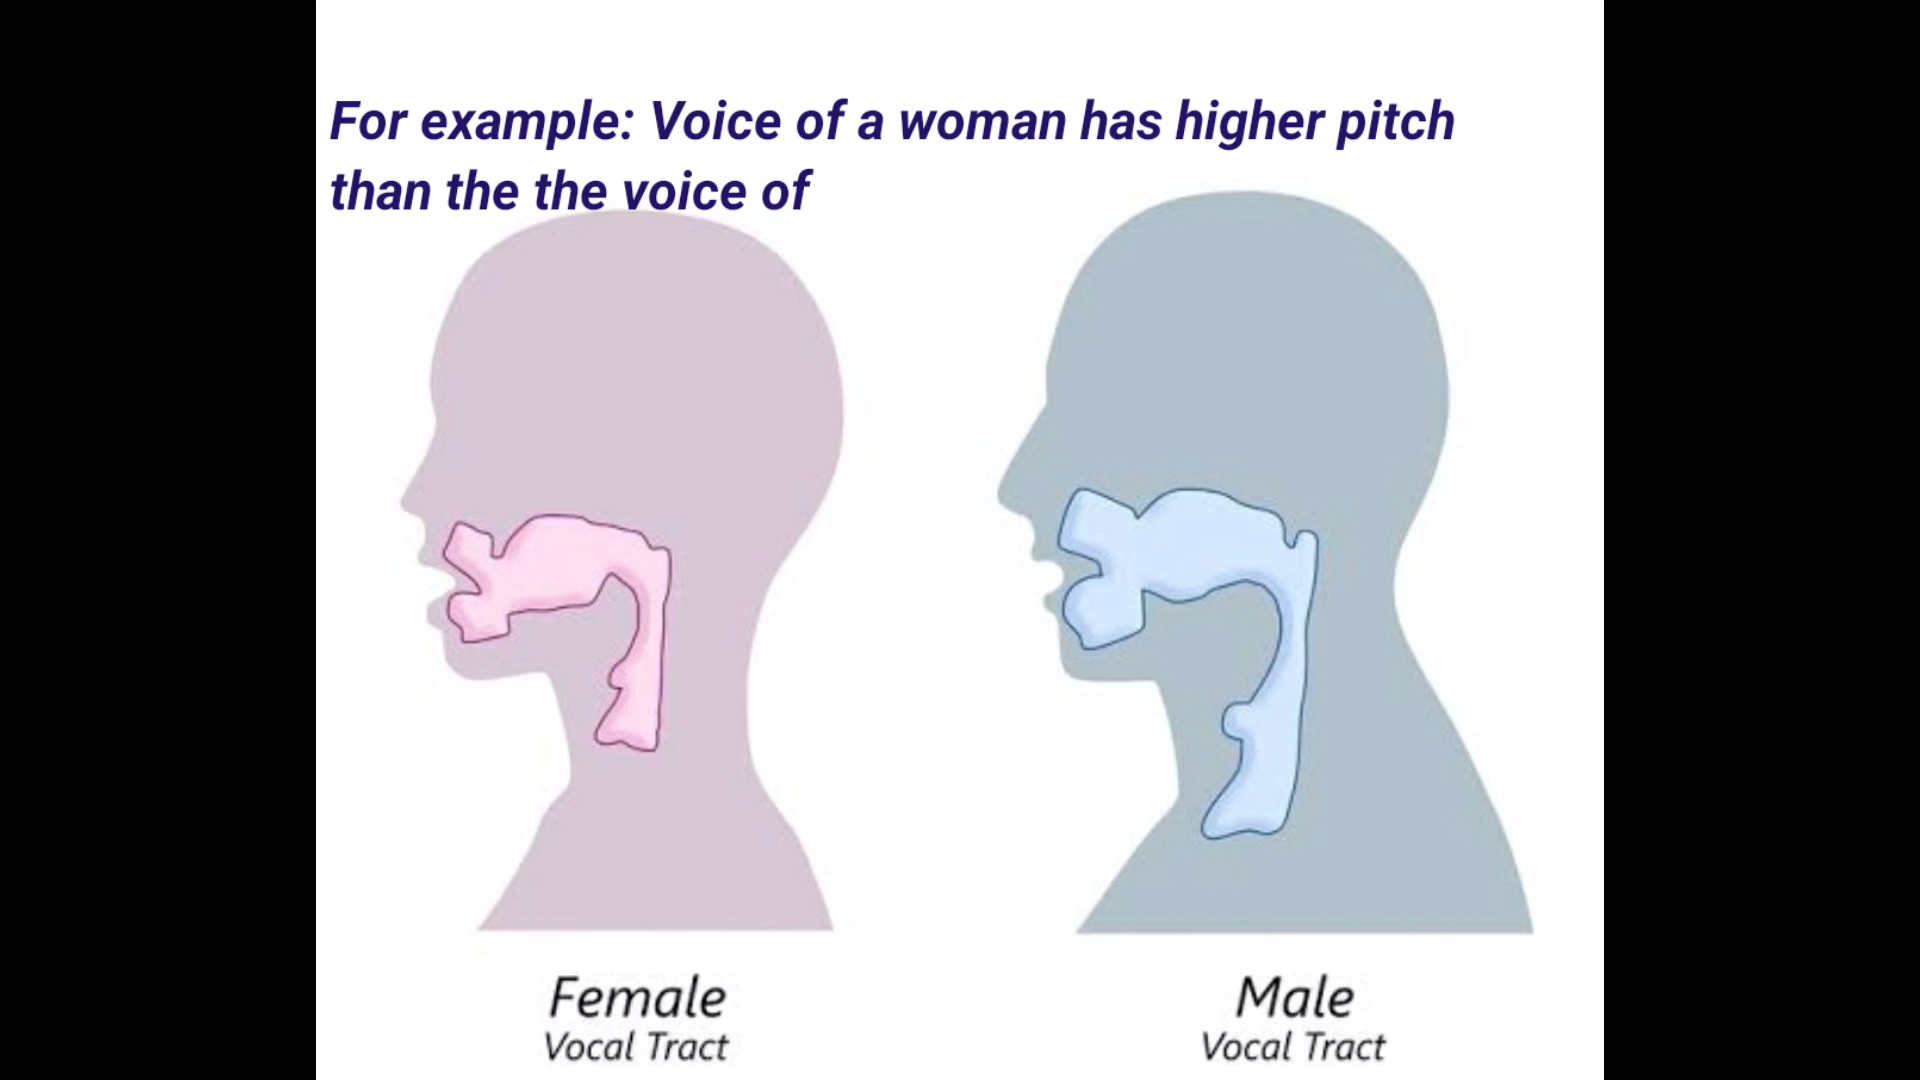 For example: Voice of a woman has higher pitch
than the the voice of
Female
Vocal Tract
Male
Vocal Tract